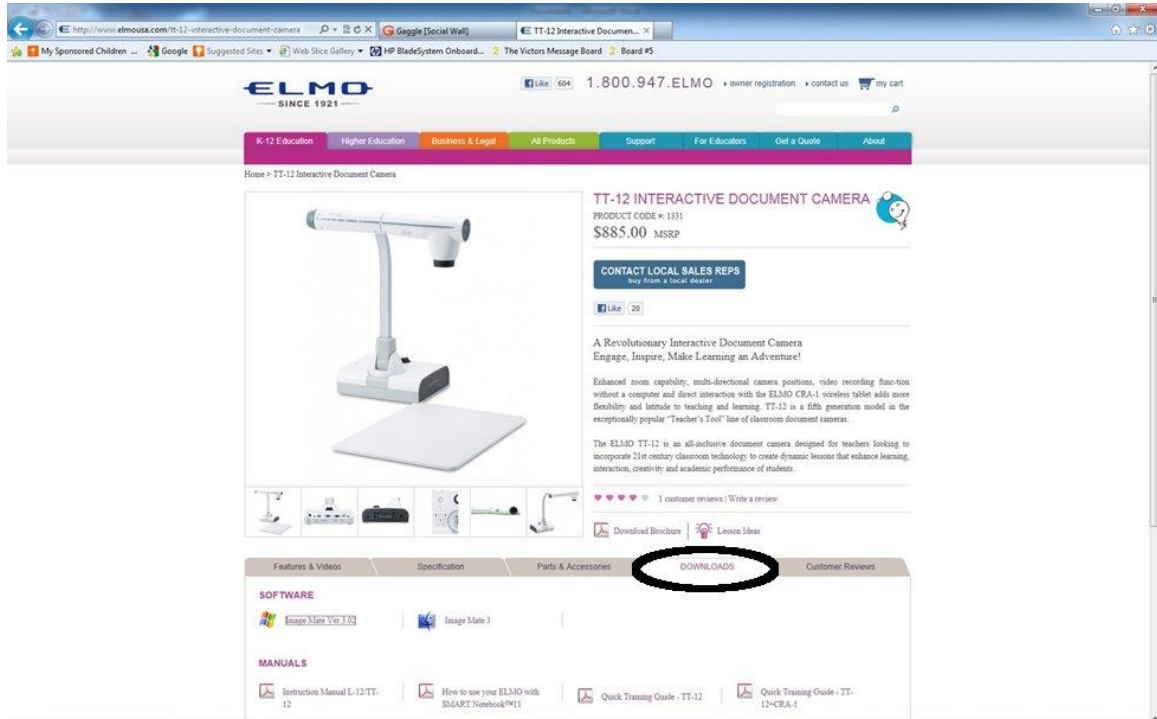 http://www.elmousa.com/tt-12-interactive-document-camera
Gaggle [Social Wall]
TT-12 Interactive Documen...
My Sponsored Children ...
Google
Suggested Sites
Web Slice Gallery
HP BladeSystem Onboard...
2 The Victors Message Board
2 Board #5
ELMO
SINCE 1921
Like 604
1.800.947.ELMO
owner registration
contact us
my cart
K-12 Education
Higher Education
Business & Legal
All Products
Support
For Educators
Get a Quote
About
Home > TT-12 Interactive Document Camera
TT-12 INTERACTIVE DOCUMENT CAMERA
PRODUCT CODE #: 1331
$885.00 MSRP
CONTACT LOCAL SALES REPS
buy from a local dealer
Like 20
A Revolutionary Interactive Document Camera
Engage, Inspire, Make Learning an Adventure!
Enhanced zoom capability, multi-directional camera positions, video recording func-tion
without a computer and direct interaction with the ELMO CRA-1 wireless tablet adds more
flexibility and latitude to teaching and learning. TT-12 is a fifth generation model in the
exceptionally popular "Teacher's Tool" line of classroom document cameras.
The ELMO TT-12 is an all-inclusive document camera designed for teachers looking to
incorporate 21st century classroom technology to create dynamic lessons that enhance learning,
interaction, creativity and academic performance of students.
1 customer reviews | Write a review
Download Brochure
Lesson Ideas
Features & Videos
Specification
Parts & Accessories
DOWNLOADS
Customer Reviews
SOFTWARE
Image Mate Ver.3.02
Image Mate 3
MANUALS
Instruction Manual L-12/TT-
12
How to use your ELMO with
SMART Notebook™11
Quick Training Guide - TT-12
Quick Training Guide - TT-
12+CRA-1